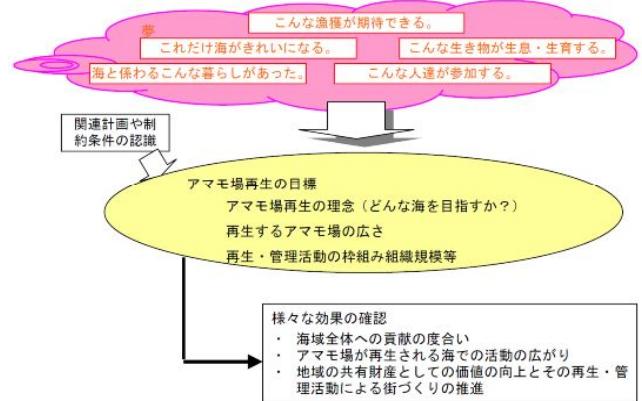 こんな漁獲が期待できる。
夢
これだけ海がきれいになる。
こんな生き物が生息・生育する。
海と係わるこんな暮らしがあった。
こんな人達が参加する。
関連計画や制
約条件の認識
アマモ場再生の目標
アマモ場再生の理念（どんな海を目指すか？）
再生するアマモ場の広さ
再生・管理活動の枠組み組織規模等
様々な効果の確認
・ 海域全体への貢献の度合い
・ アマモ場が再生される海での活動の広がり
・ 地域の共有財産としての価値の向上とその再生・管
理活動による街づくりの推進